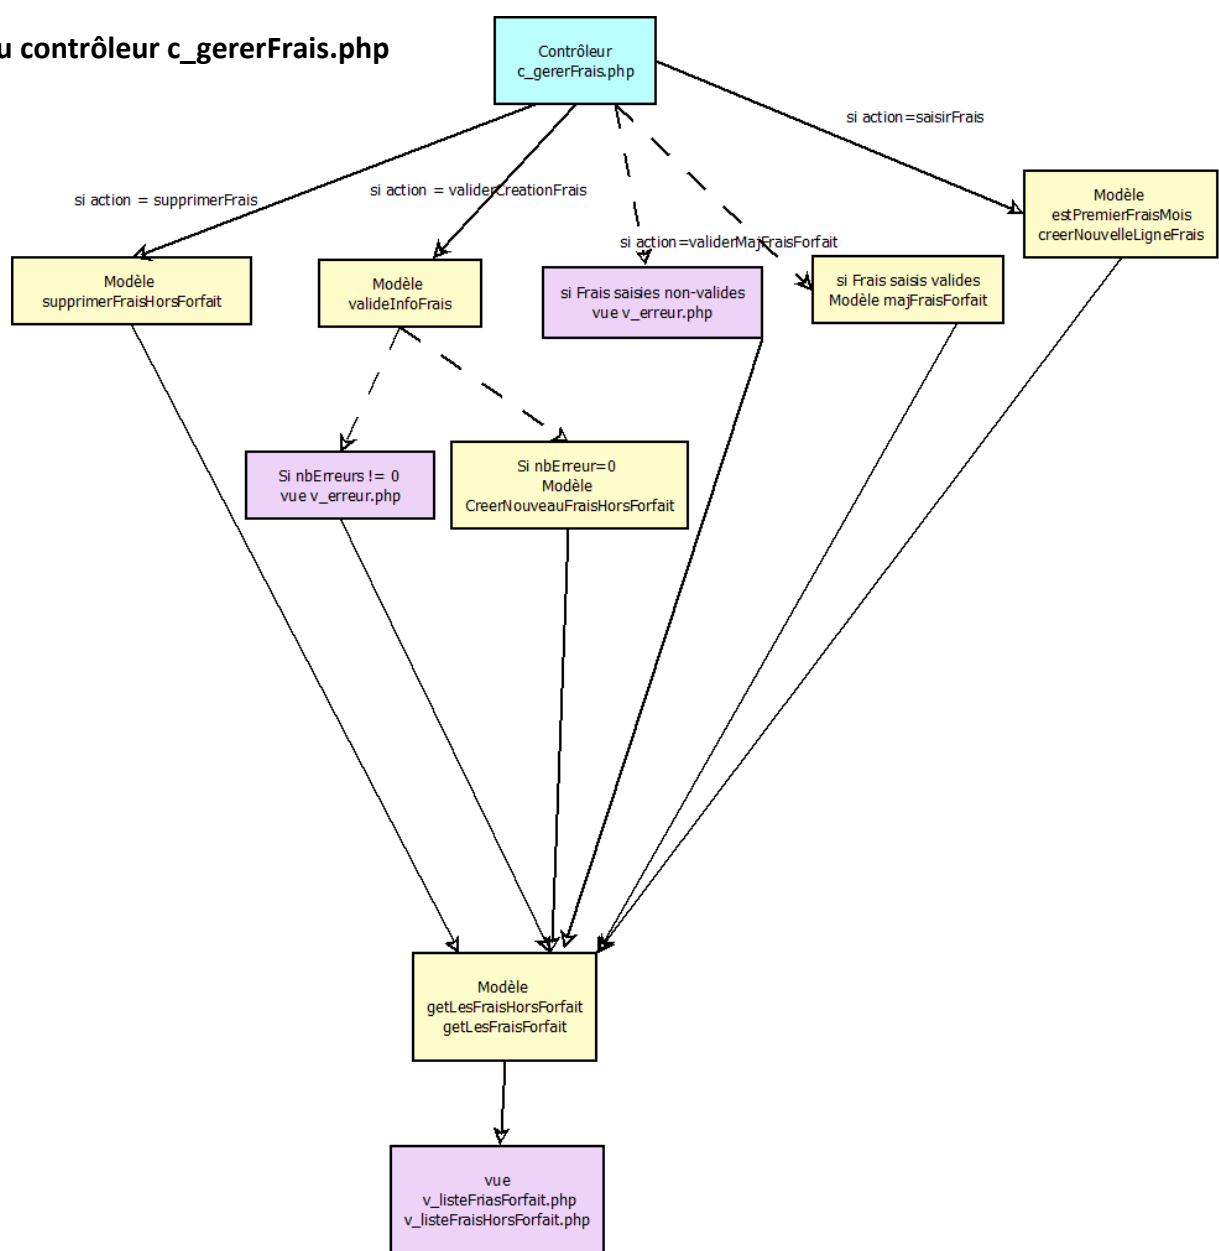 u contrôleur c_gererFrais.php
Contrôleur
c_gererFrais.php
si action=saisirFrais
si action = supprimerFrais
si action = validerCreationFrais
si action=validerMajFraisForfait
Modèle
estPremierFraisMois
creerNouvelleLigneFrais
Modèle
supprimerFraisHorsForfait
Modèle
valideInfoFrais
si Frais saisies non-valides
vue v_erreur.php
si Frais saisis valides
Modèle majFraisForfait
Si nbErreurs != 0
vue v_erreur.php
Si nbErreur=0
Modèle
CreerNouveauFraisHorsForfait
Modèle
getLesFraisHorsForfait
getLesFraisForfait
vue
v_listeFriasForfait.php
v_listeFraisHorsForfait.php